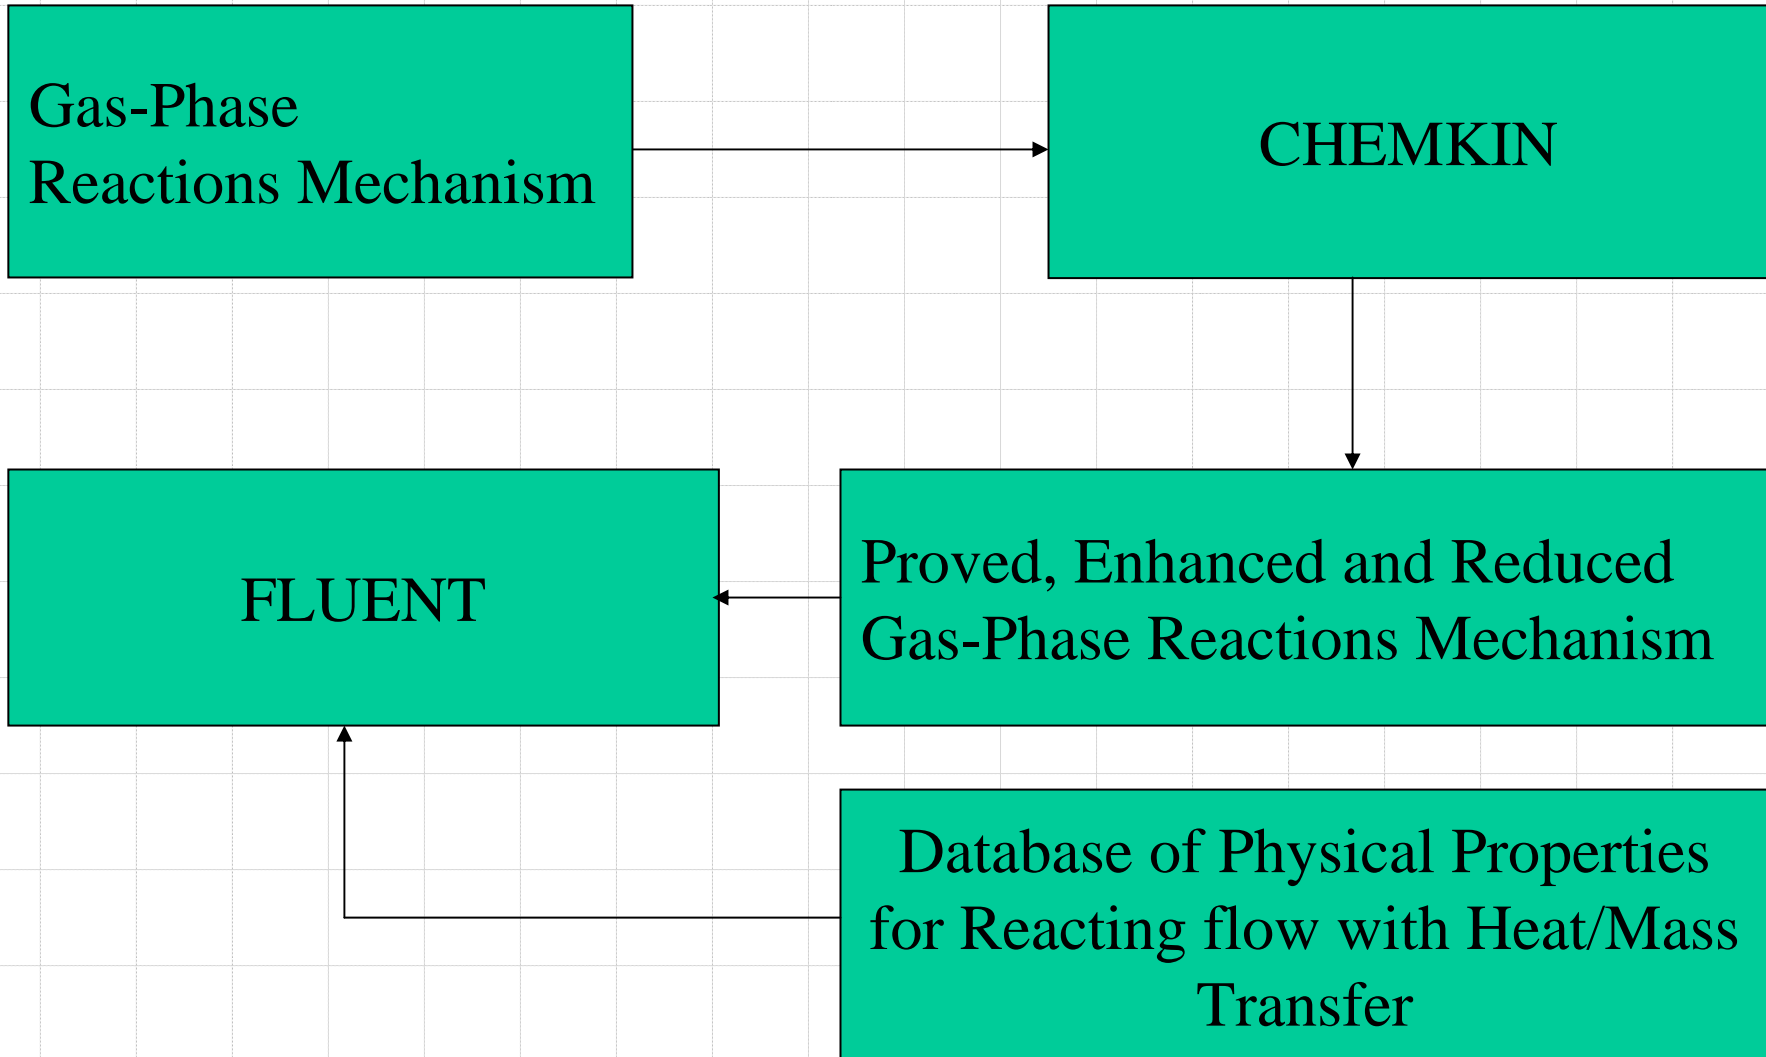 Gas-Phase
Reactions Mechanism
CHEMKIN
FLUENT
Proved, Enhanced and Reduced
Gas-Phase Reactions Mechanism
Database of Physical Properties
for Reacting flow with Heat/Mass
Transfer